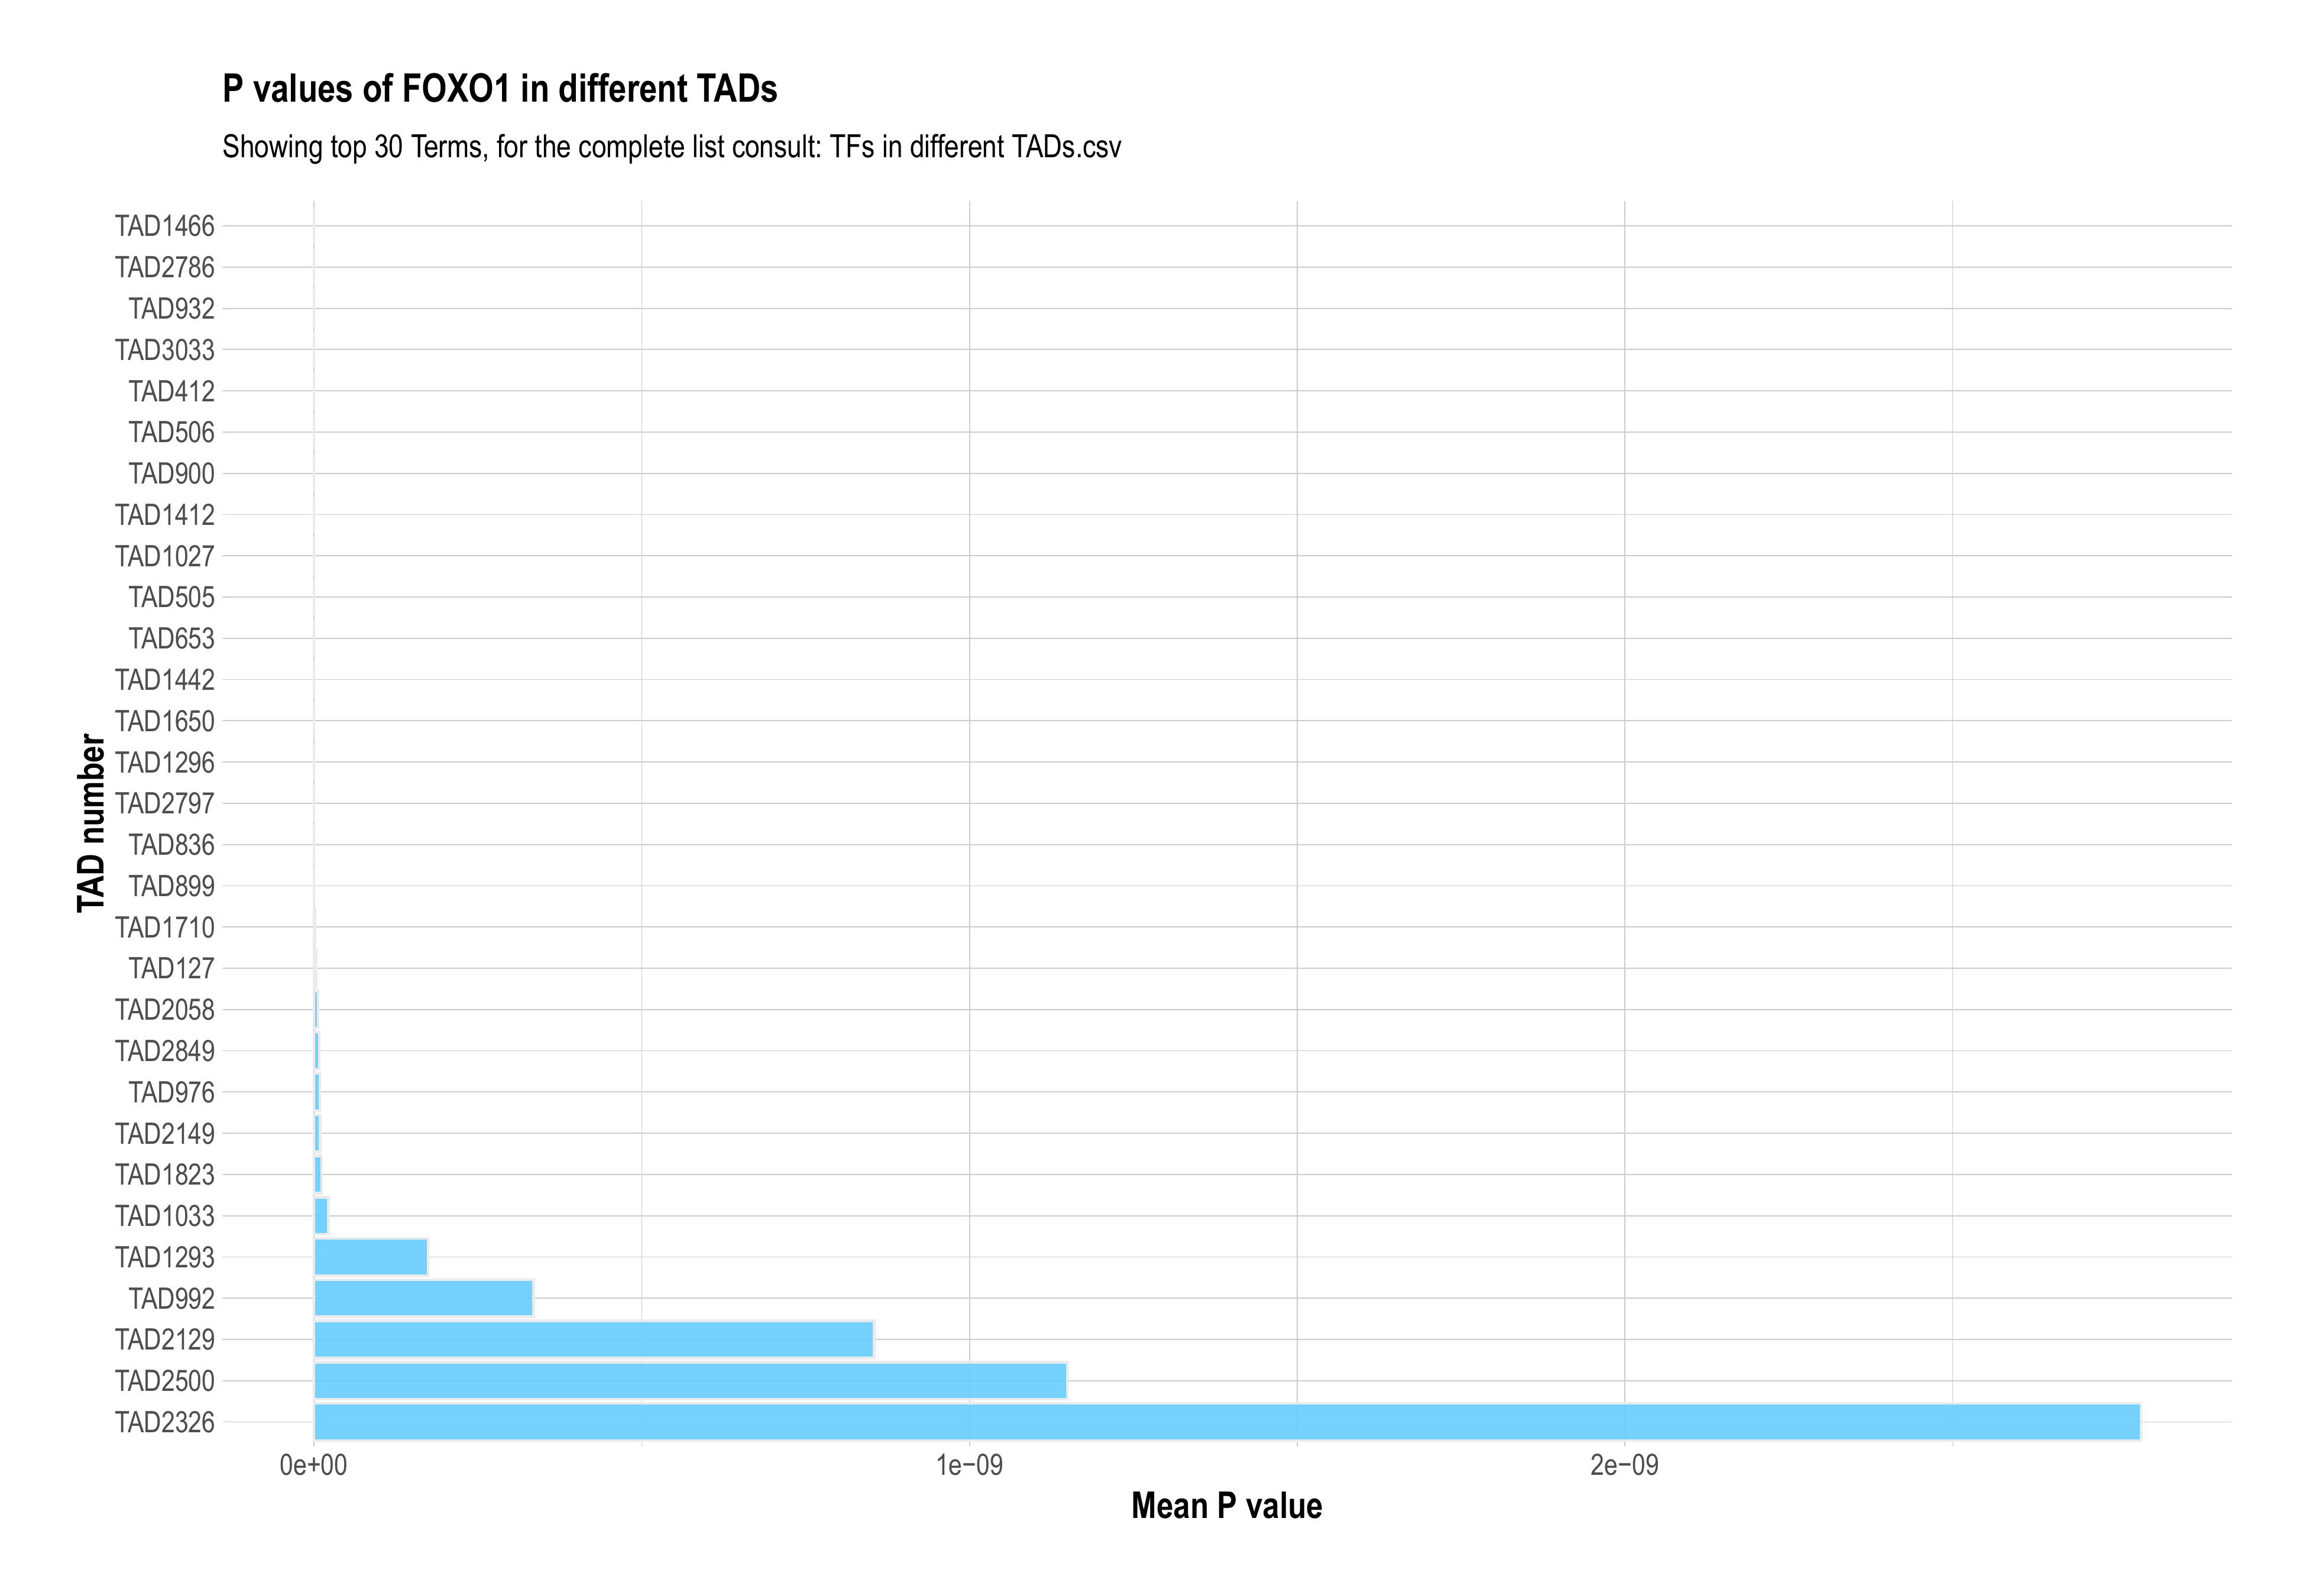 P values of FOXO1 in different TADs
Showing top 30 Terms, for the complete list consult: TFs in different TADs.csv
TAD number
TAD1466
TAD2786
TAD932
TAD3033
TAD412
TAD506
TAD900
TAD1412
TAD1027
TAD505
TAD653
TAD1442
TAD1650
TAD1296
TAD2797
TAD836
TAD899
TAD1710
TAD127
TAD2058
TAD2849
TAD976
TAD2149
TAD1823
TAD1033
TAD1293
TAD992
TAD2129
TAD2500
TAD2326
0e+00 1e−09 2e−09
Mean P value